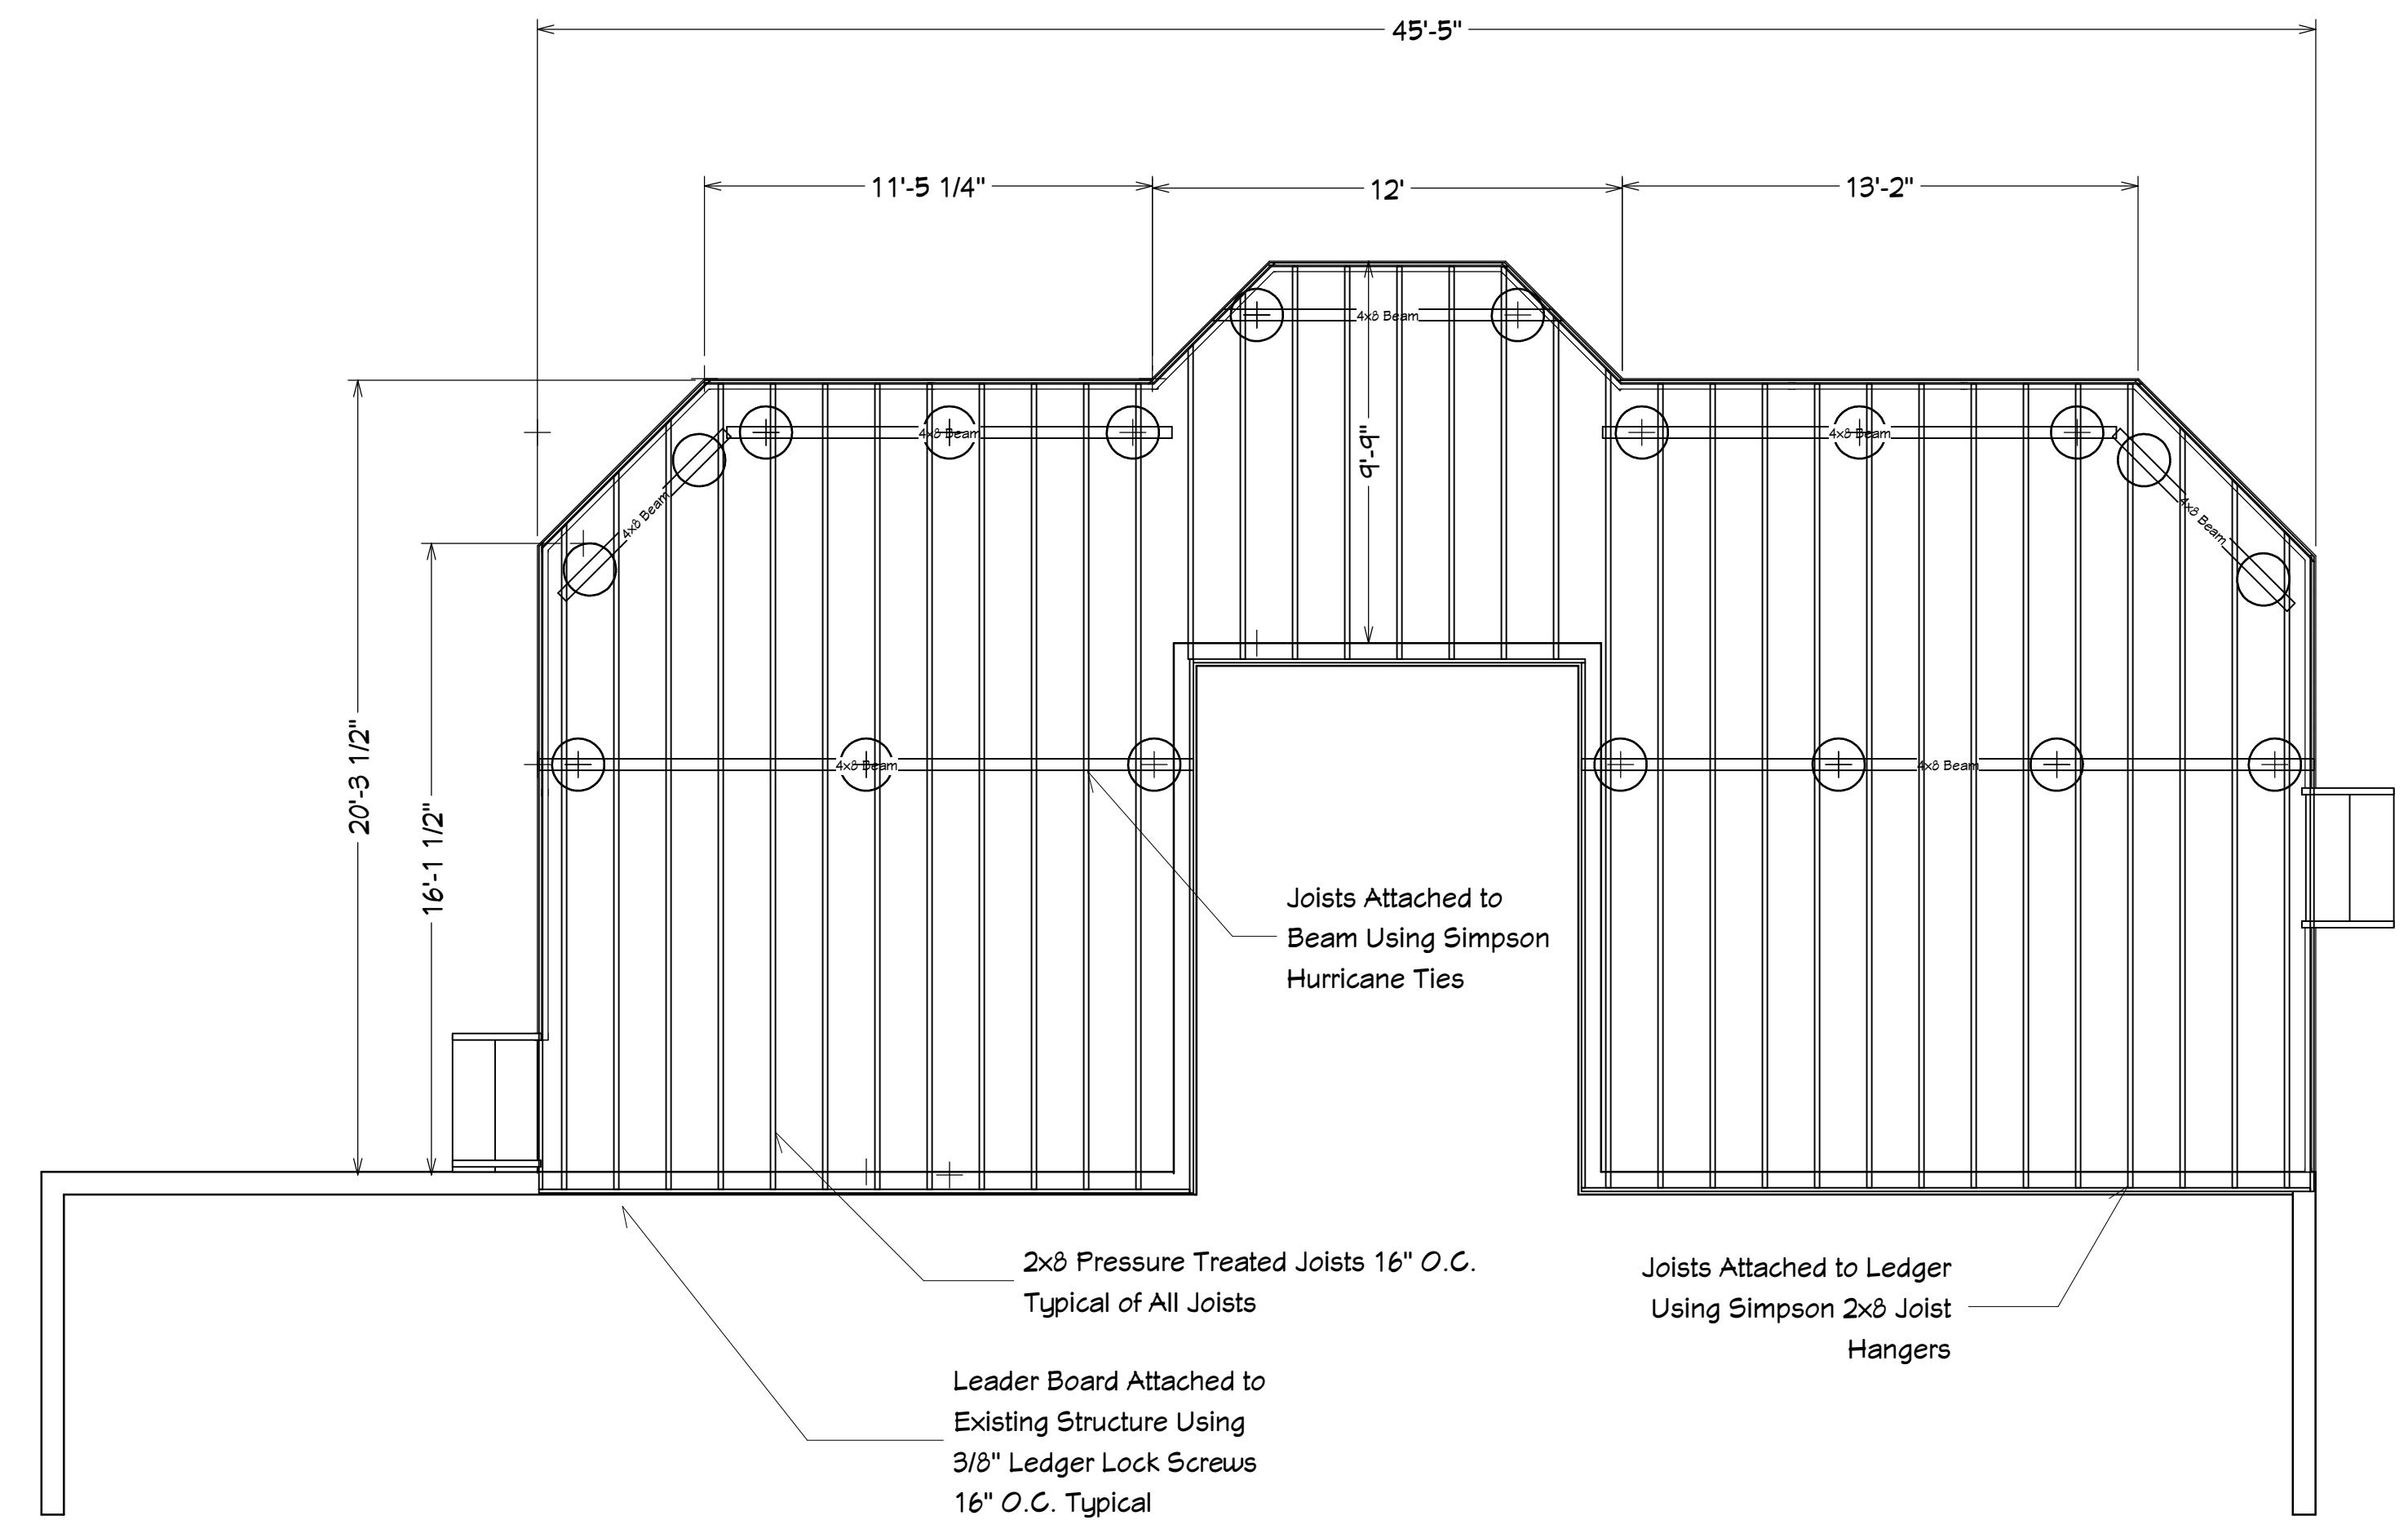 45'-5"
11'-5 1/4"
12'
13'-2"
4x8 Beam
4x8 Beam
4x8 Beam
9'-9"
4x8 Beam
4x8 Beam
20'-3 1/2"
16'-1 1/2"
4x8 Beam
4x8 Beam
Joists Attached to
Beam Using Simpson
Hurricane Ties
2x8 Pressure Treated Joists 16" O.C.
Typical of All Joists
Joists Attached to Ledger
Using Simpson 2x8 Joist
Hangers
Leader Board Attached to
Existing Structure Using
3/8" Ledger Lock Screws
16" O.C. Typical